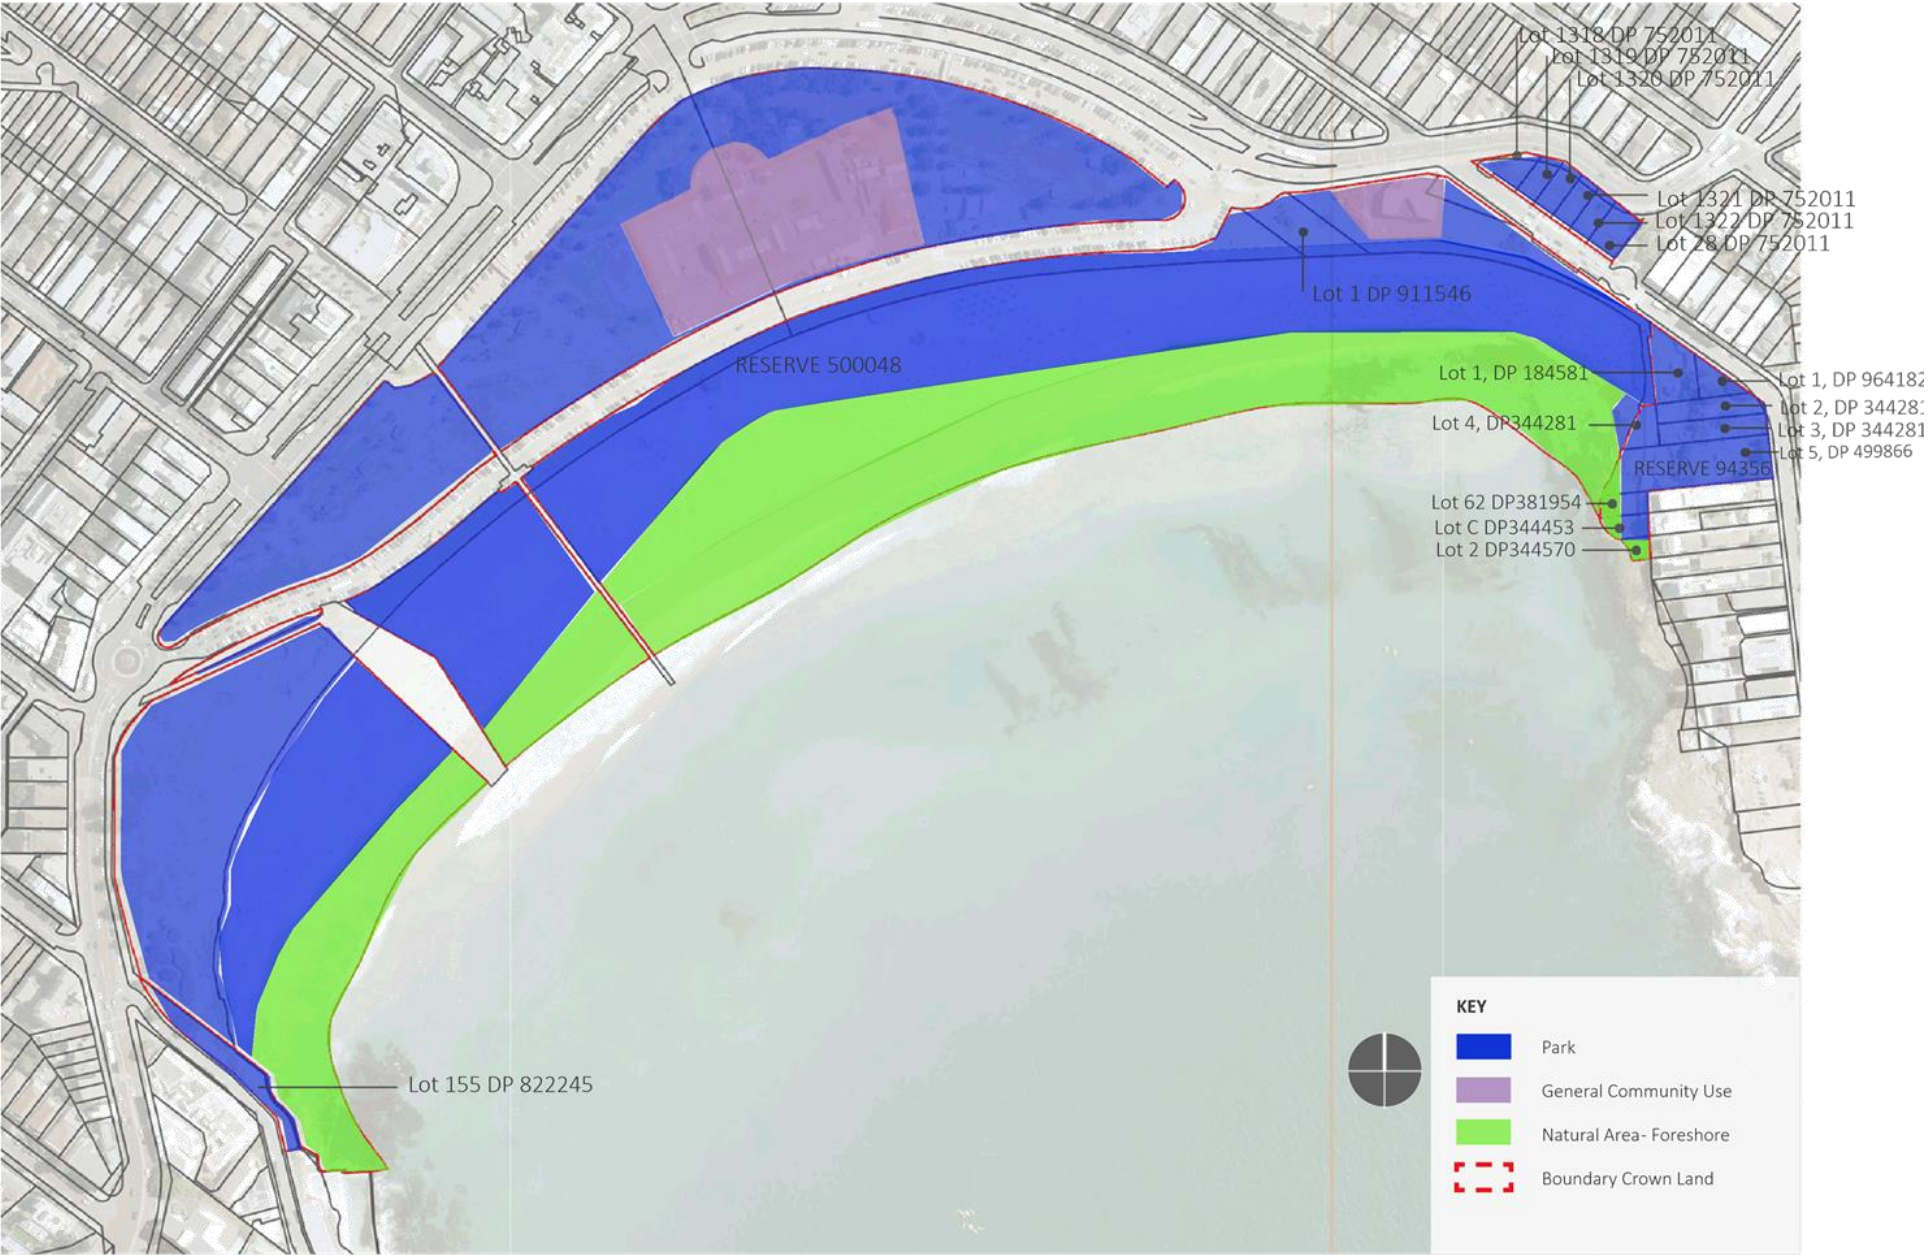 Lot 1318 DP 752011
Lot 1319 DP 752011
Lot 1320 DP 752011
Lot 1321 DP 752011
Lot 1322 DP 752011
Lot 28 DP 752011
Lot 1 DP 911546
RESERVE 500048
Lot 1, DP 184581
Lot 1, DP 964182
Lot 2, DP 344281
Lot 4, DP344281
Lot 3, DP 344281
Lot 5, DP 499866
RESERVE 94356
Lot 62 DP381954
Lot C DP344453
Lot 2 DP344570
KEY
Park
General Community Use
Natural Area- Foreshore
Boundary Crown Land
Lot 155 DP 822245